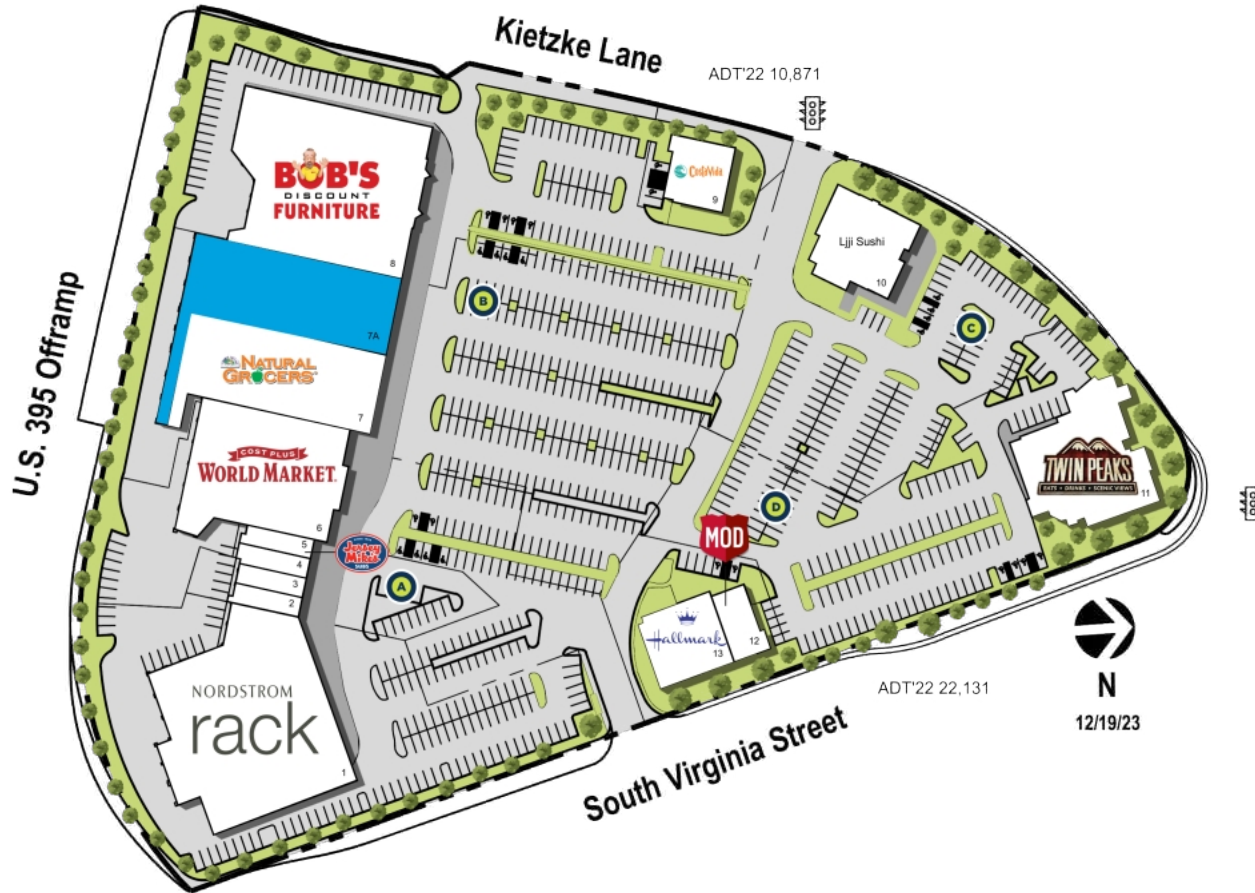 Kietzke Lane
ADT'22 10,871
BOB'S
DISCOUNT
FURNITURE
8
CostaVida
9
Ljji Sushi
10
U.S. 395 Offramp
7A
B
C
NATURAL
GROCERS
7
COST PLUS
WORLD MARKET.
6
TWIN PEAKS
EATS • DRINKS • SCENIC VIEWS
11
D
MOD
5
4
3
2
Jersey
Mike's
SUBS
A
Hallmark
13
12
NORDSTROM
rack
1
ADT'22 22,131
N
12/19/23
South Virginia Street